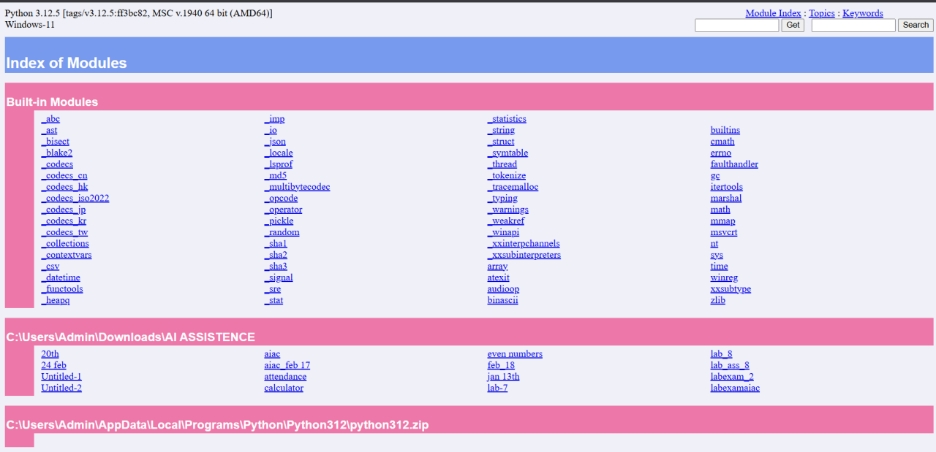 Python 3.12.5 [tags/v3.12.5:ff3bc82, MSC v.1940 64 bit (AMD64)]
Windows-11
Module Index : Topics : Keywords
Get
Search
Index of Modules
Built-in Modules
_abc
_ast
_bisect
_blake2
_codecs
_codecs_cn
_codecs_hk
_codecs_iso2022
_codecs_jp
_codecs_kr
_codecs_tw
_collections
_contextvars
_csv
_datetime
_functools
_heapq
_imp
_io
_json
_locale
_lsprof
_md5
_multibytecodec
_opcode
_operator
_pickle
_random
_sha1
_sha2
_sha3
_signal
_sre
_stat
_statistics
_string
_struct
_symtable
_thread
_tokenize
_tracemalloc
_typing
_warnings
_weakref
_winapi
_xxinterpchannels
_xxsubinterpreters
array
atexit
audioop
binascii
builtins
cmath
errno
faulthandler
gc
itertools
marshal
math
mmap
msvcrt
nt
sys
time
winreg
xxsubtype
zlib
C:\Users\Admin\Downloads\AI ASSISTENCE
20th
24 feb
Untitled-1
Untitled-2
aiac
aiac_feb 17
attendance
calculator
even numbers
feb_18
jan 13th
lab-7
lab_8
lab_ass_8
labexam_2
labexamaiac
C:\Users\Admin\AppData\Local\Programs\Python\Python312\python312.zip